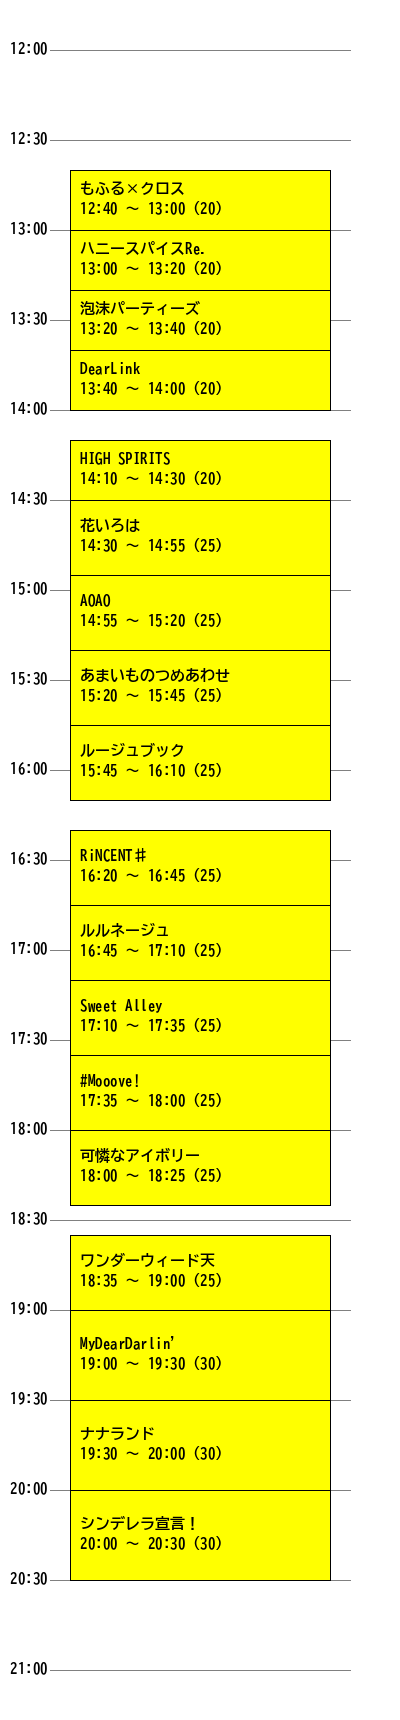 12:00
12:30
もふる×クロス
12:40 ～ 13:00 (20)
13:00
ハニースパイスRe.
13:00 ～ 13:20 (20)
泡沫パーティーズ
13:30
13:20 ～ 13:40 (20)
DearLink
13:40 ～ 14:00 (20)
14:00
HIGH SPIRITS
14:10 ～ 14:30 (20)
14:30
花いろは
14:30 ～ 14:55 (25)
15:00
AOAO
14:55 ～ 15:20 (25)
あまいものつめあわせ
15:30
15:20 ～ 15:45 (25)
ルージュブック
16:00
15:45 ～ 16:10 (25)
RiNCENT♯
16:30
16:20 ～ 16:45 (25)
ルルネージュ
17:00
16:45 ～ 17:10 (25)
Sweet Alley
17:10 ～ 17:35 (25)
17:30
#Mooove!
17:35 ～ 18:00 (25)
18:00
可憐なアイボリー
18:00 ～ 18:25 (25)
18:30
ワンダーウィード天
18:35 ～ 19:00 (25)
19:00
MyDearDarlin'
19:00 ～ 19:30 (30)
19:30
ナナランド
19:30 ～ 20:00 (30)
20:00
シンデレラ宣言！
20:00 ～ 20:30 (30)
20:30
21:00